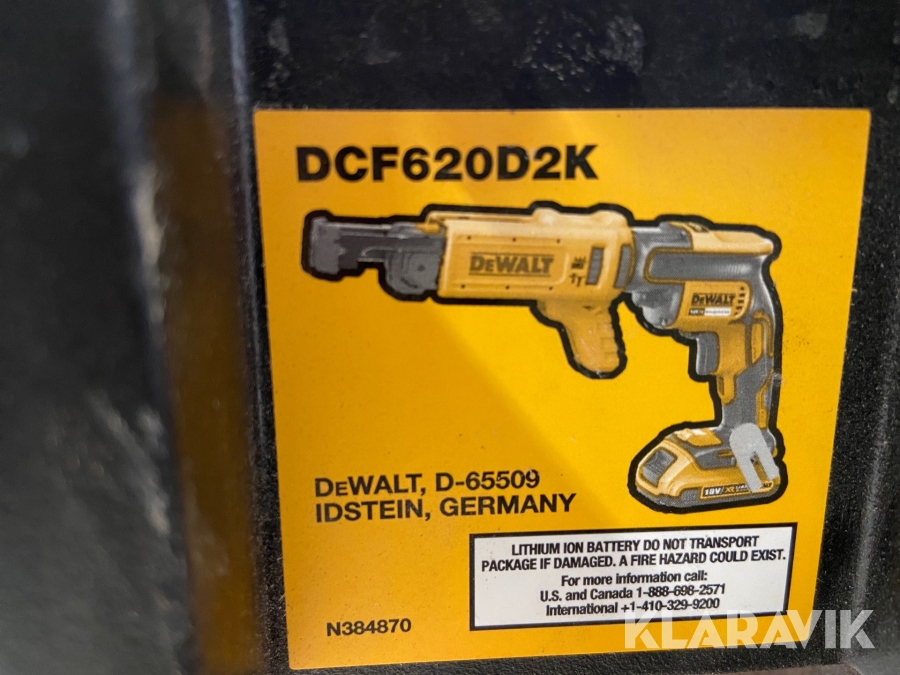 DCF620D2K
DEWALT
DEWALT
18V XR
DEWALT, D-65509
IDSTEIN, GERMANY
LITHIUM ION BATTERY DO NOT TRANSPORT
PACKAGE IF DAMAGED. A FIRE HAZARD COULD EXIST.
For more information call:
U.S. and Canada 1-888-698-2571
International +1-410-329-9200
N384870
KLARAVIK